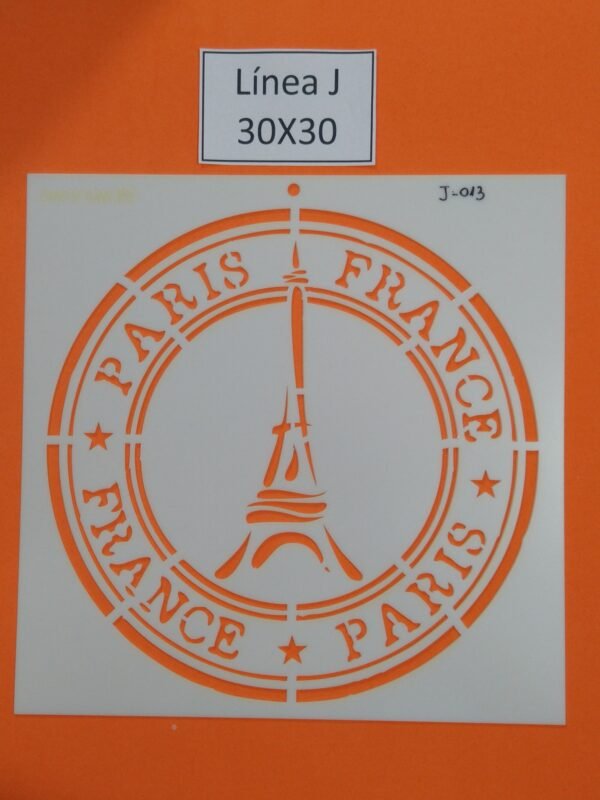 Línea J
30X30
J-013
PARIS FRANCE
FRANCE PARIS